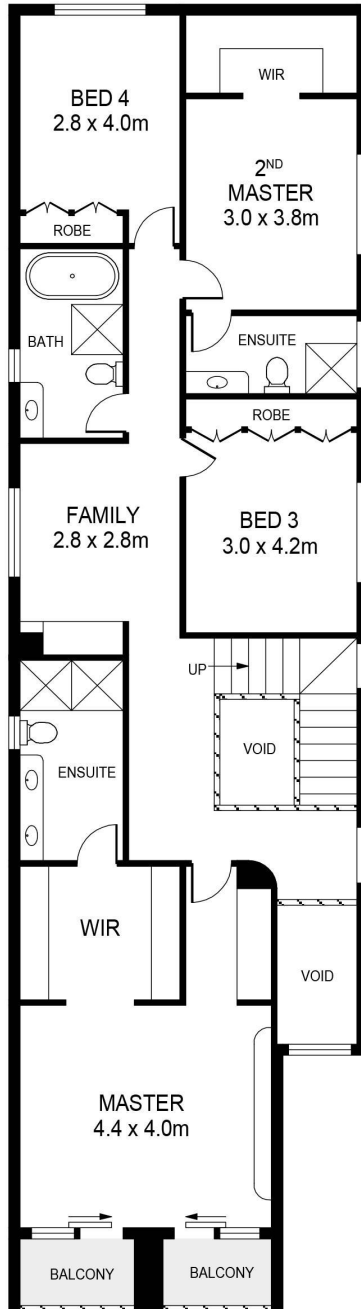 BED 4
2.8 x 4.0m
WIR
2ND
MASTER
3.0 x 3.8m
ROBE
BATH
ENSUITE
ROBE
FAMILY
2.8 x 2.8m
BED 3
3.0 x 4.2m
UP
VOID
ENSUITE
WIR
VOID
MASTER
4.4 x 4.0m
BALCONY
BALCONY